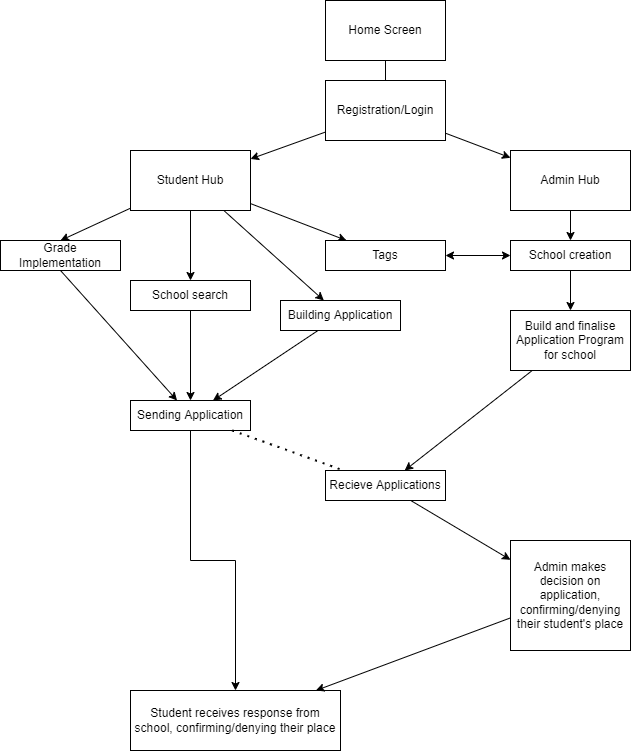 Home Screen
Registration/Login
Student Hub
Admin Hub
Grade
Implementation
Tags
School creation
School search
Building Application
Build and finalise
Application Program
for school
Sending Application
Recieve Applications
Admin makes
decision on
application,
confirming/denying
their student's place
Student receives response from
school, confirming/denying their place